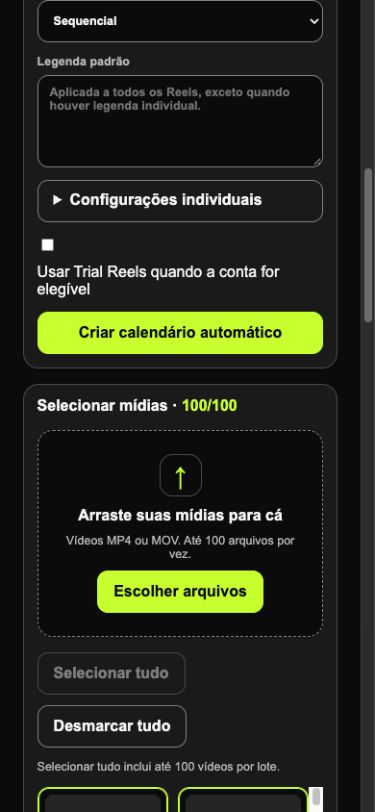 Sequencial
Legenda padrão
Aplicada a todos os Reels, exceto quando
houver legenda individual.
▶ Configurações individuais
Usar Trial Reels quando a conta for
elegível
Criar calendário automático
Selecionar mídias · 100/100
↑
Arraste suas mídias para cá
Vídeos MP4 ou MOV. Até 100 arquivos por
vez.
Escolher arquivos
Selecionar tudo
Desmarcar tudo
Selecionar tudo inclui até 100 vídeos por lote.